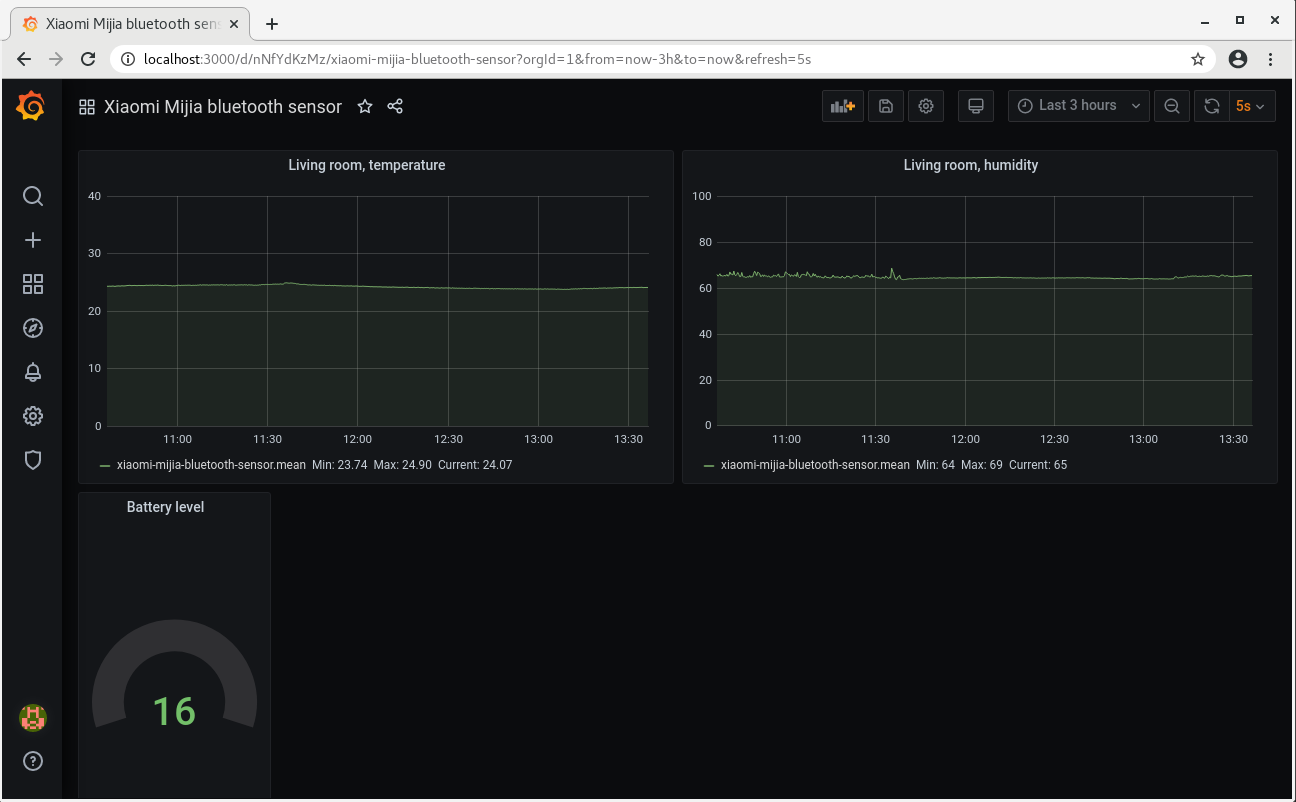 Xiaomi Mijia bluetooth sen
localhost:3000/d/nNfYdKzMz/xiaomi-mijia-bluetooth-sensor?orgId=1&from=now-3h&to=now&refresh=5s
Xiaomi Mijia bluetooth sensor
Last 3 hours
5s
Living room, temperature
40
30
20
10
0
11:00 11:30 12:00 12:30 13:00 13:30
xiaomi-mijia-bluetooth-sensor.mean Min: 23.74 Max: 24.90 Current: 24.07
Living room, humidity
100
80
60
40
20
0
11:00 11:30 12:00 12:30 13:00 13:30
xiaomi-mijia-bluetooth-sensor.mean Min: 64 Max: 69 Current: 65
Battery level
16